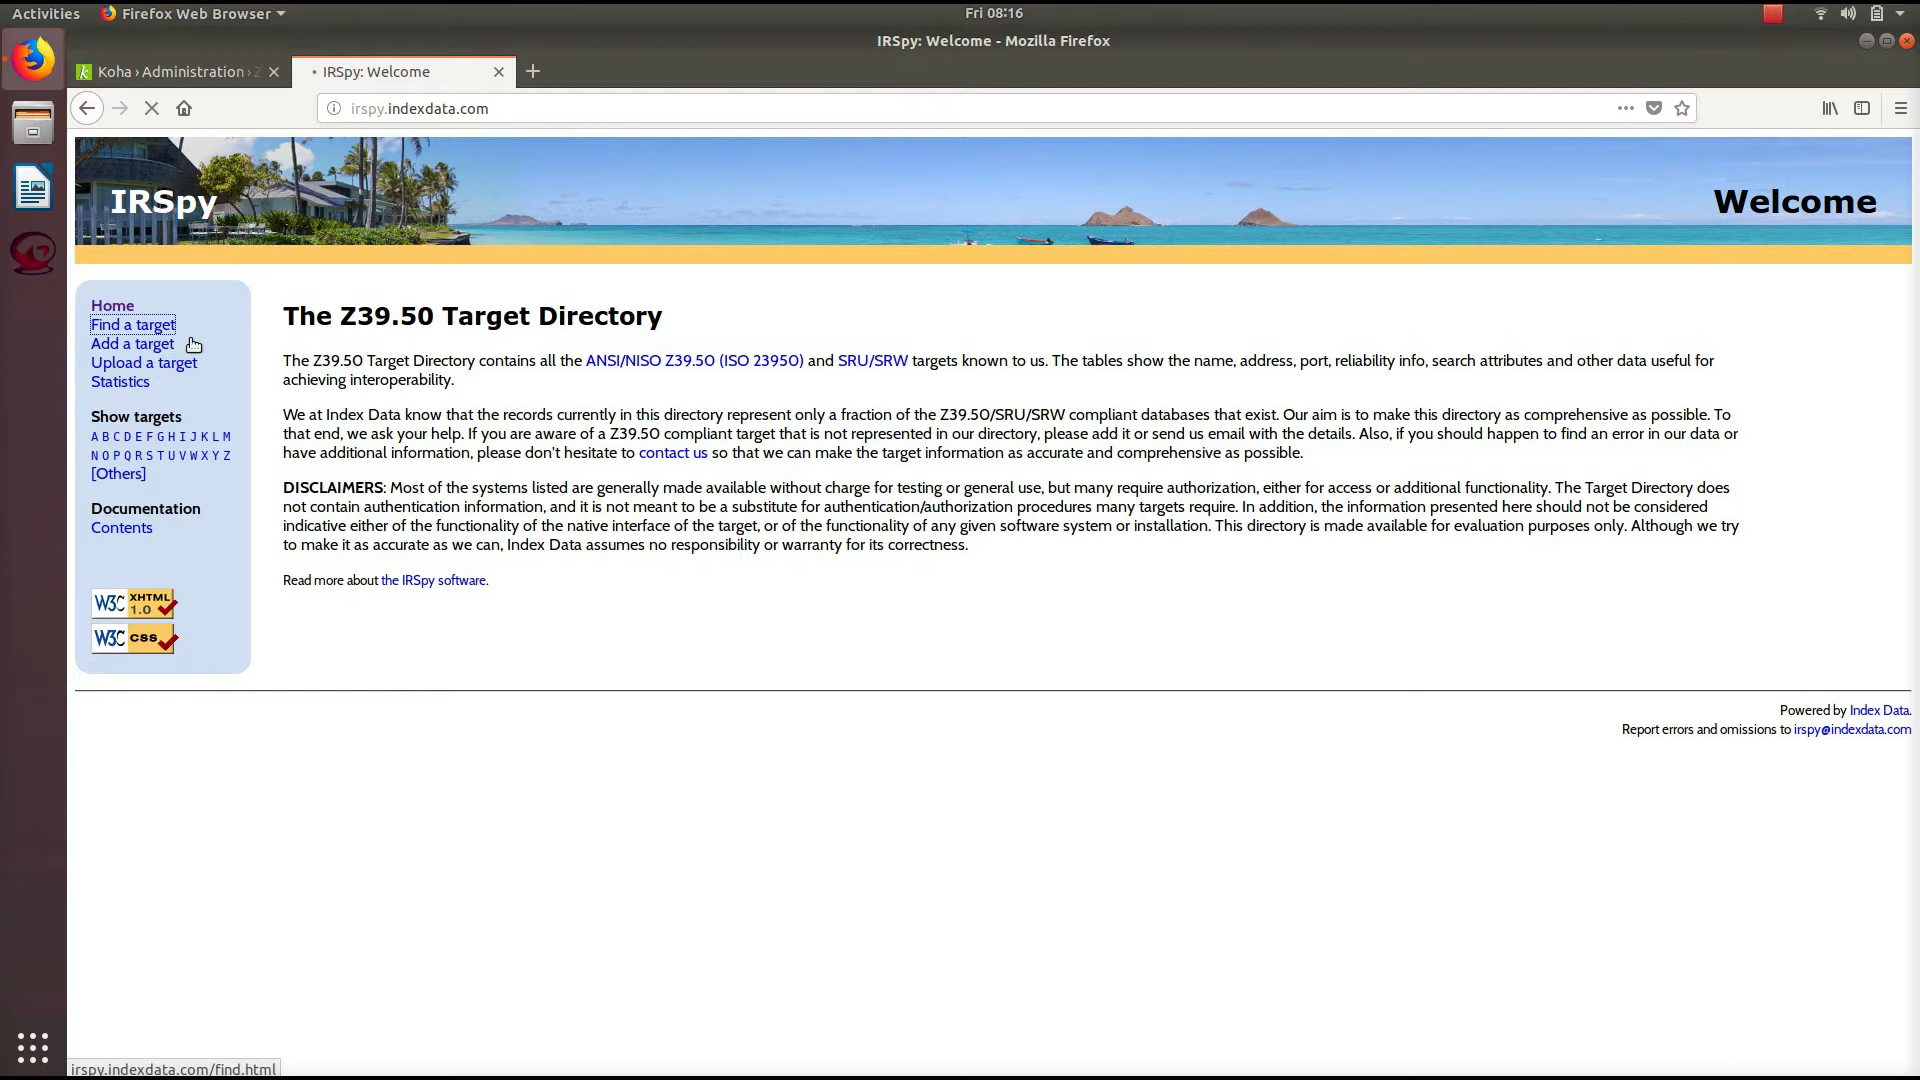 Activities
Firefox Web Browser
Fri 08:16
IRSpy: Welcome - Mozilla Firefox
Koha › Administration › Z
IRSpy: Welcome
irspy.indexdata.com
IRSpy
Welcome
Home
Find a target
Add a target
Upload a target
Statistics
Show targets
A B C D E F G H I J K L M
N O P Q R S T U V W X Y Z
[Others]
Documentation
Contents
W3C XHTML 1.0
W3C css
The Z39.50 Target Directory
The Z39.50 Target Directory contains all the ANSI/NISO Z39.50 (ISO 23950) and SRU/SRW targets known to us. The tables show the name, address, port, reliability info, search attributes and other data useful for
achieving interoperability.
We at Index Data know that the records currently in this directory represent only a fraction of the Z39.50/SRU/SRW compliant databases that exist. Our aim is to make this directory as comprehensive as possible. To
that end, we ask your help. If you are aware of a Z39.50 compliant target that is not represented in our directory, please add it or send us email with the details. Also, if you should happen to find an error in our data or
have additional information, please don't hesitate to contact us so that we can make the target information as accurate and comprehensive as possible.
DISCLAIMERS: Most of the systems listed are generally made available without charge for testing or general use, but many require authorization, either for access or additional functionality. The Target Directory does
not contain authentication information, and it is not meant to be a substitute for authentication/authorization procedures many targets require. In addition, the information presented here should not be considered
indicative either of the functionality of the native interface of the target, or of the functionality of any given software system or installation. This directory is made available for evaluation purposes only. Although we try
to make it as accurate as we can, Index Data assumes no responsibility or warranty for its correctness.
Read more about the IRSpy software.
Powered by Index Data.
Report errors and omissions to irspy@indexdata.com
irspy.indexdata.com/find.html